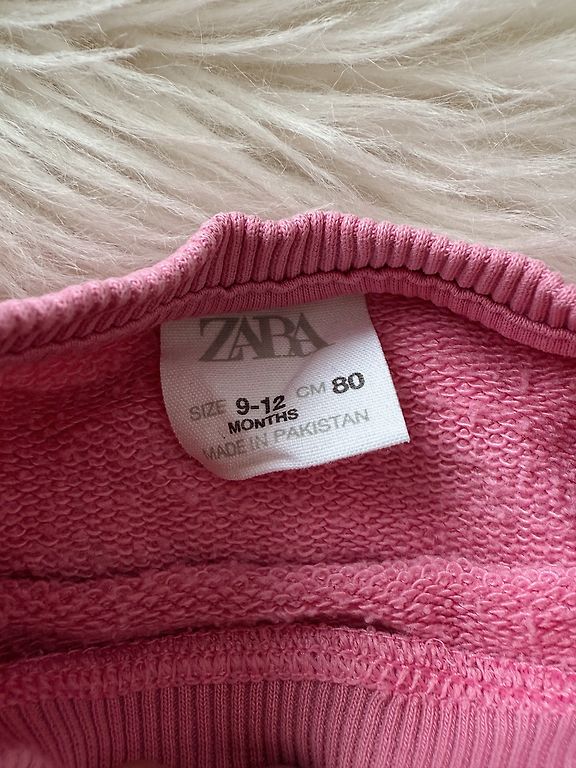 ZARA
SIZE 9-12 CM 80
MONTHS
MADE IN PAKISTAN